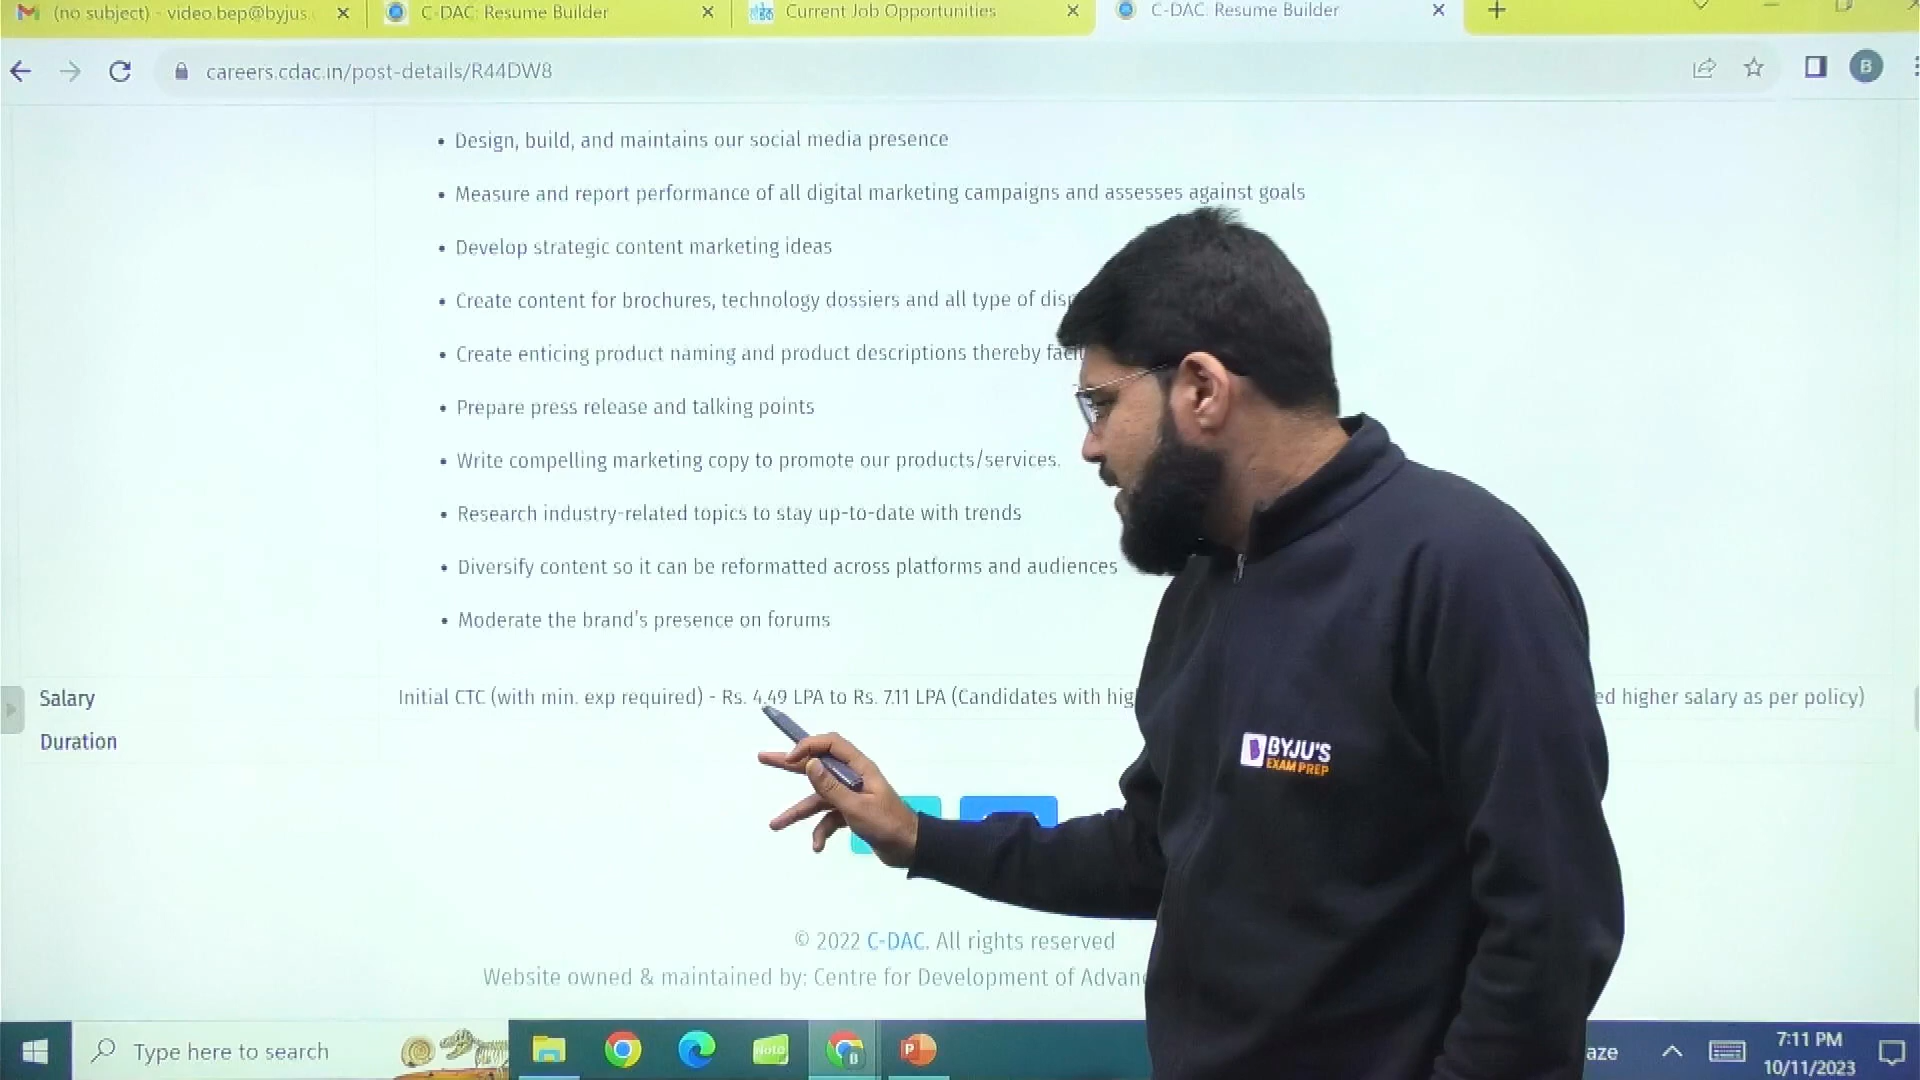 (no subject) - video.bep@byjus.
C-DAC: Resume Builder
Current Job Opportunities
C-DAC: Resume Builder
careers.cdac.in/post-details/R44DW8
B
• Design, build, and maintains our social media presence
• Measure and report performance of all digital marketing campaigns and assesses against goals
• Develop strategic content marketing ideas
• Create content for brochures, technology dossiers and all type of
• Create enticing product naming and product descriptions thereby
• Prepare press release and talking points
• Write compelling marketing copy to promote our products/services.
• Research industry-related topics to stay up-to-date with trends
• Diversify content so it can be reformatted across platforms and audiences
• Moderate the brand's presence on forums
Salary
Initial CTC (with min. exp required) - Rs. 4.49 LPA to Rs. 7.11 LPA (Candidates with hig
ed higher salary as per policy)
Duration
BYJU'S
EXAM PREP
© 2022 C-DAC. All rights reserved
Website owned & maintained by: Centre for Development of Advanc
Type here to search
Note
B
P
aze
7:11 PM
10/11/2023